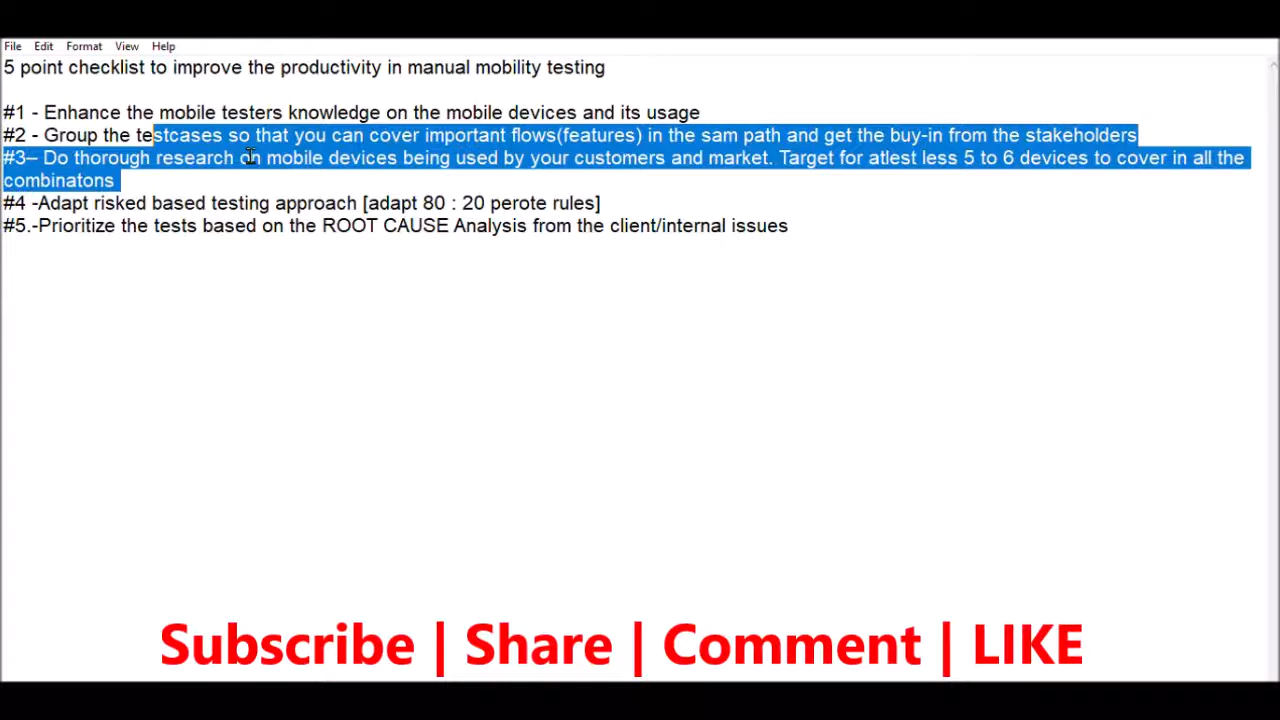 File Edit Format View Help
5 point checklist to improve the productivity in manual mobility testing
#1 - Enhance the mobile testers knowledge on the mobile devices and its usage
#2 - Group the testcases so that you can cover important flows(features) in the sam path and get the buy-in from the stakeholders
#3– Do thorough research on mobile devices being used by your customers and market. Target for atlest less 5 to 6 devices to cover in all the
combinatons
#4 -Adapt risked based testing approach [adapt 80 : 20 perote rules]
#5.-Prioritize the tests based on the ROOT CAUSE Analysis from the client/internal issues
Subscribe | Share | Comment | LIKE